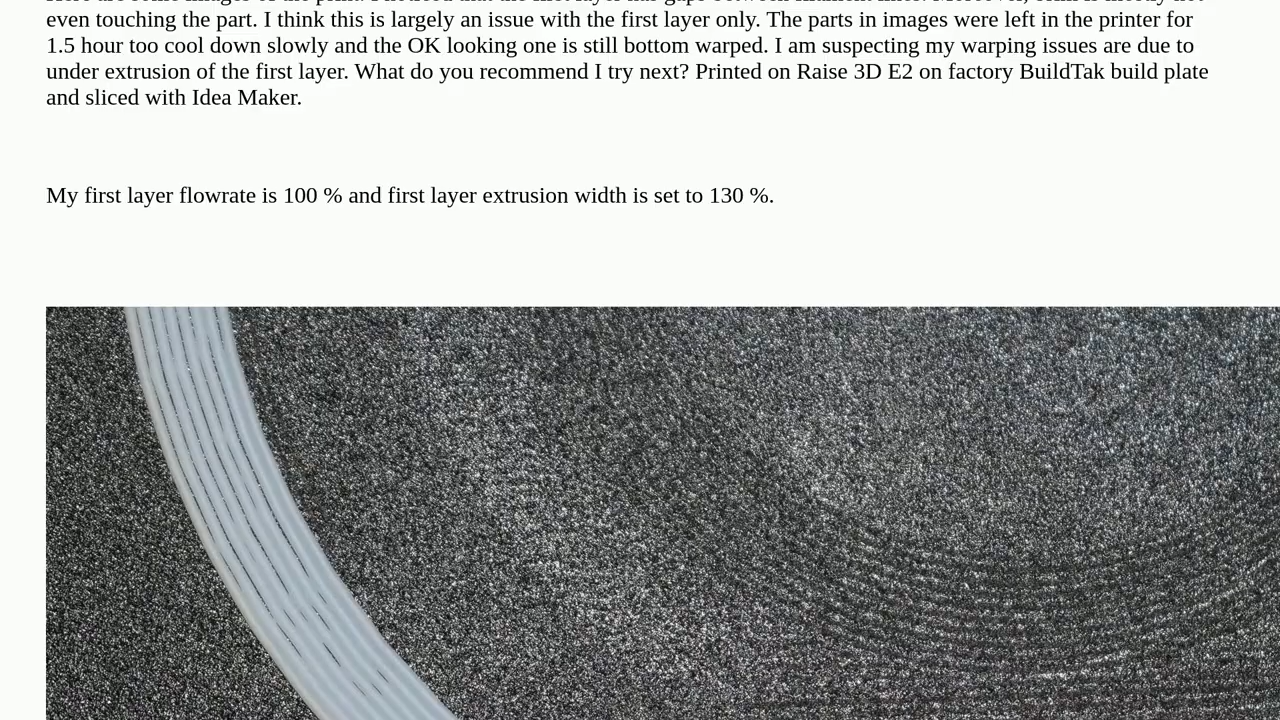 even touching the part. I think this is largely an issue with the first layer only. The parts in images were left in the printer for
1.5 hour too cool down slowly and the OK looking one is still bottom warped. I am suspecting my warping issues are due to
under extrusion of the first layer. What do you recommend I try next? Printed on Raise 3D E2 on factory BuildTak build plate
and sliced with Idea Maker.
My first layer flowrate is 100 % and first layer extrusion width is set to 130 %.